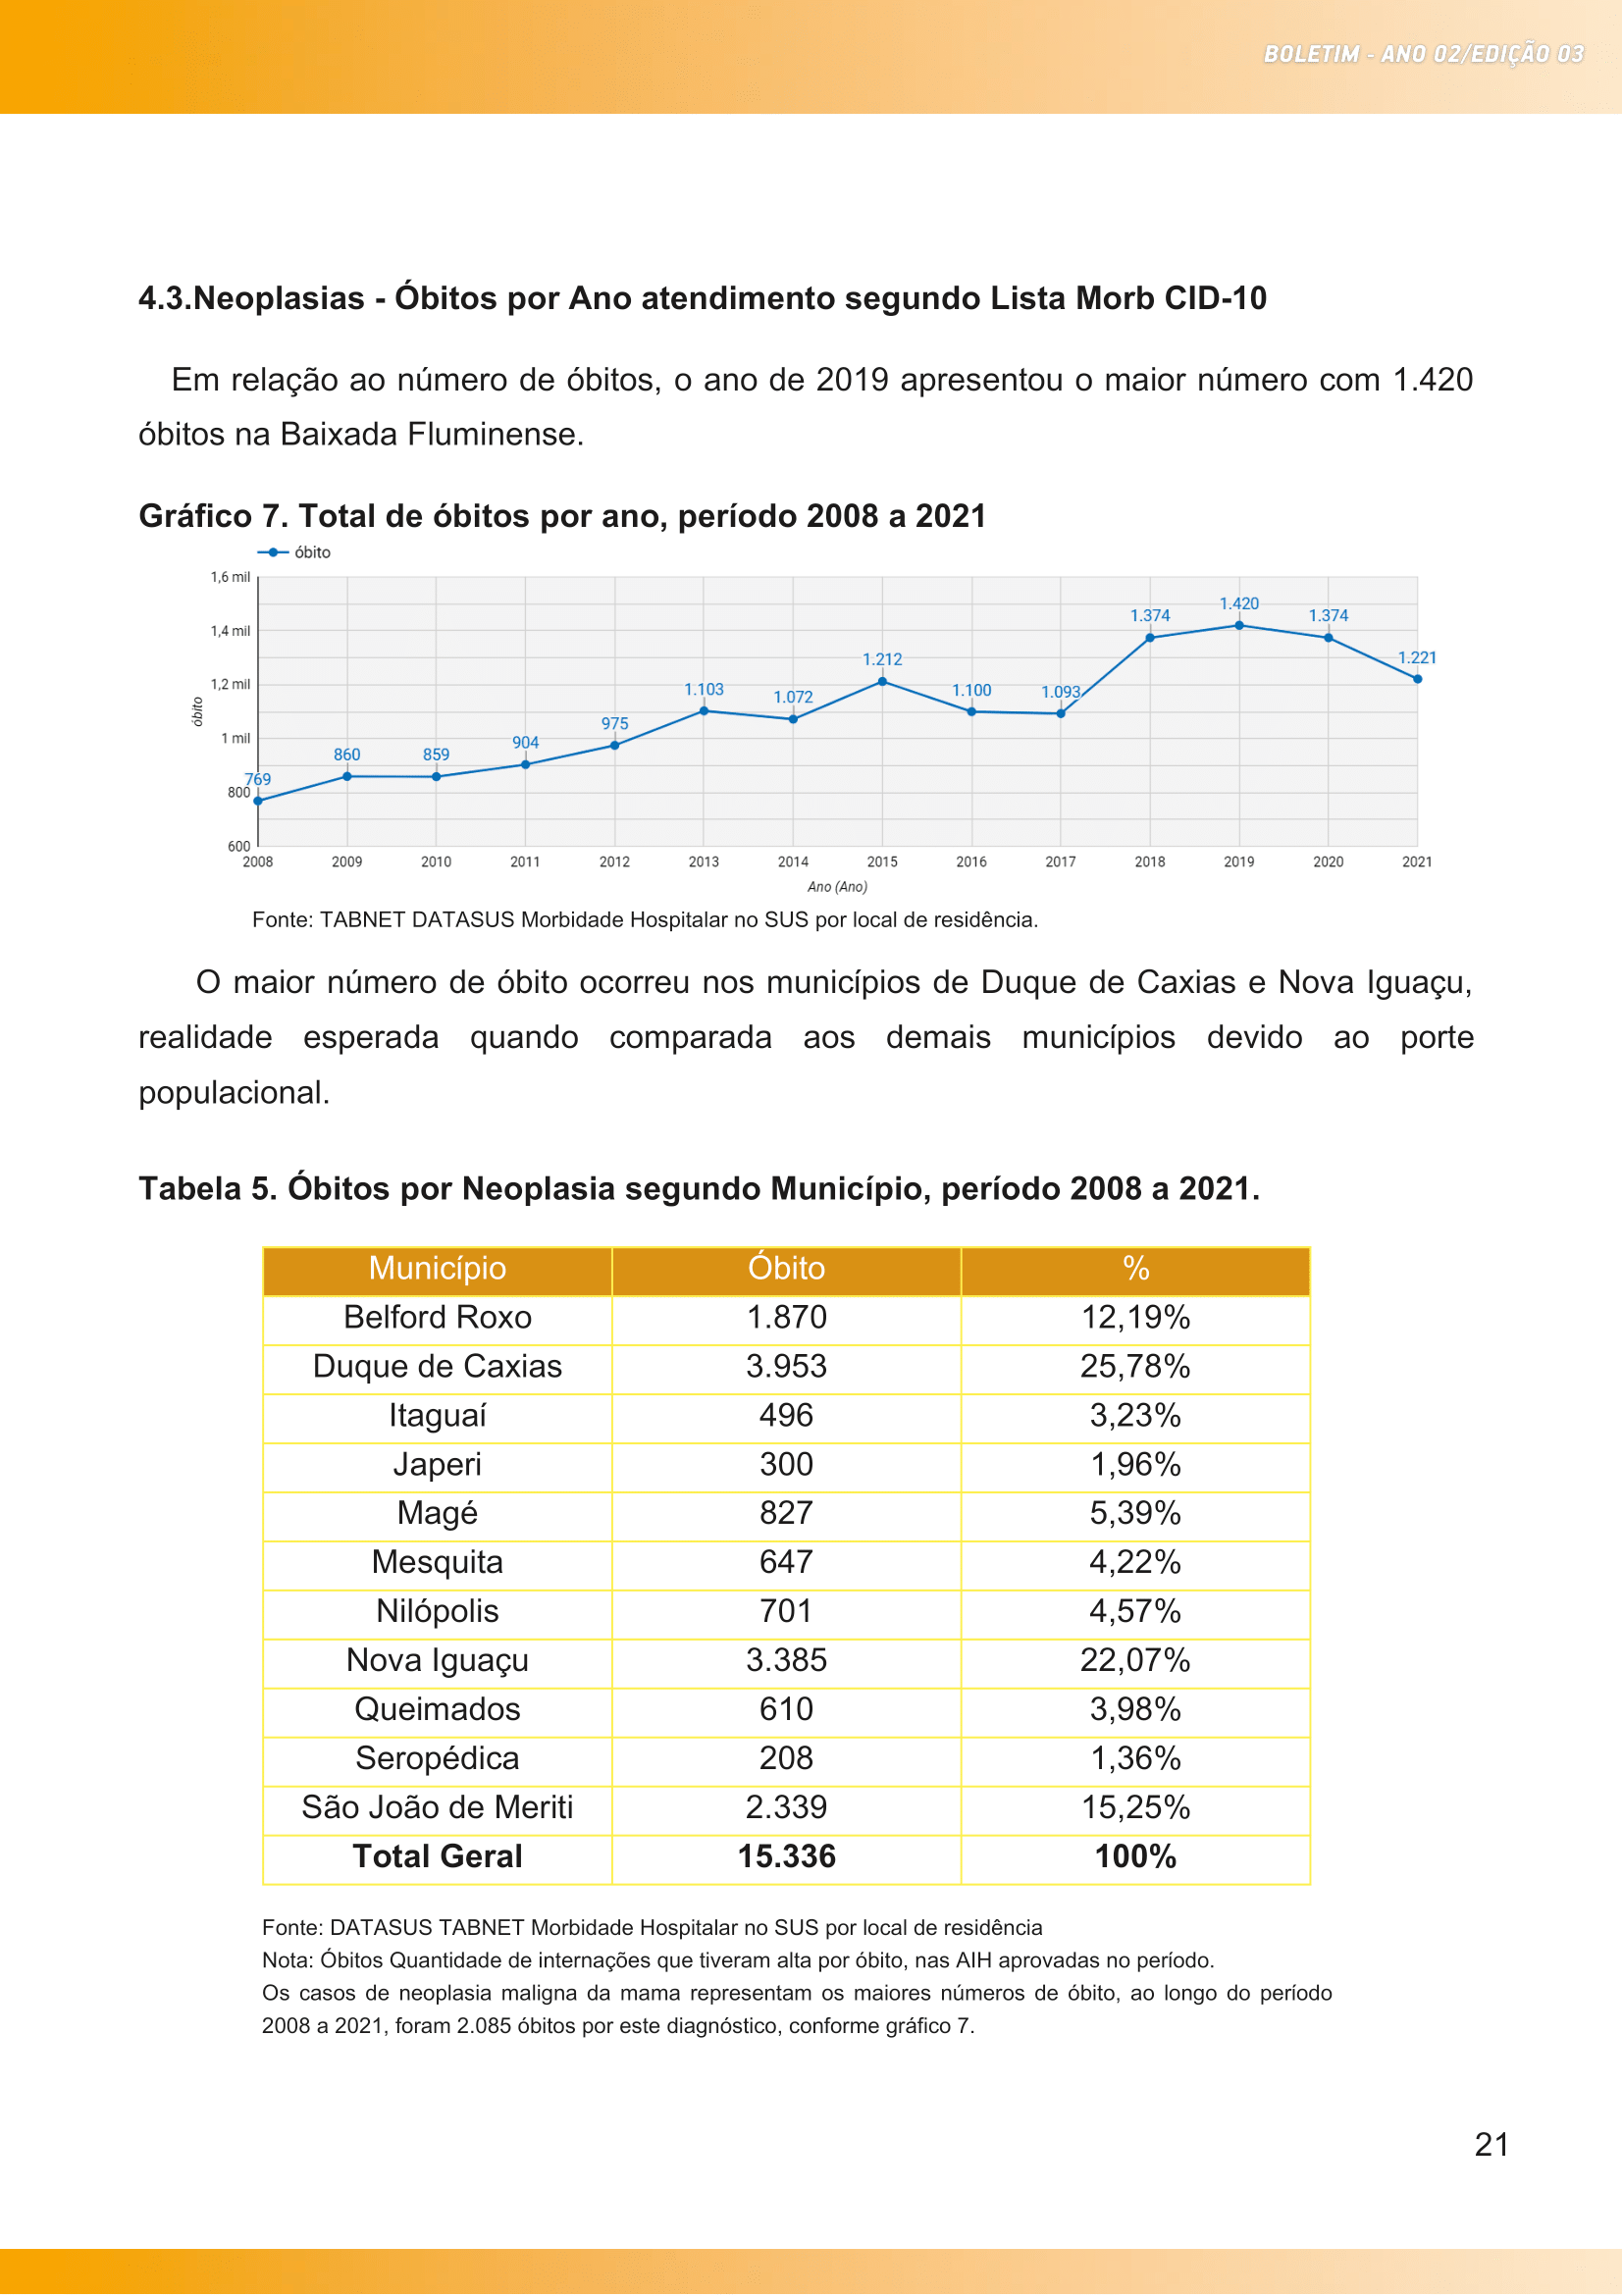 BOLETIM - ANO 02/EDIÇÃO 03
4.3.Neoplasias - Óbitos por Ano atendimento segundo Lista Morb CID-10
Em relação ao número de óbitos, o ano de 2019 apresentou o maior número com 1.420
óbitos na Baixada Fluminense.
Gráfico 7. Total de óbitos por ano, período 2008 a 2021
óbito
1,6 mil
1,4 mil
1,2 mil
1 mil
800
600
óbito
769 860 859 904 975 1.103 1.072 1.212 1.100 1.093 1.374 1.420 1.374 1.221
2008 2009 2010 2011 2012 2013 2014 2015 2016 2017 2018 2019 2020 2021
Ano (Ano)
Fonte: TABNET DATASUS Morbidade Hospitalar no SUS por local de residência.
O maior número de óbito ocorreu nos municípios de Duque de Caxias e Nova Iguaçu,
realidade esperada quando comparada aos demais municípios devido ao porte
populacional.
Tabela 5. Óbitos por Neoplasia segundo Município, período 2008 a 2021.
Município Óbito %
Belford Roxo 1.870 12,19%
Duque de Caxias 3.953 25,78%
Itaguaí 496 3,23%
Japeri 300 1,96%
Magé 827 5,39%
Mesquita 647 4,22%
Nilópolis 701 4,57%
Nova Iguaçu 3.385 22,07%
Queimados 610 3,98%
Seropédica 208 1,36%
São João de Meriti 2.339 15,25%
Total Geral 15.336 100%
Fonte: DATASUS TABNET Morbidade Hospitalar no SUS por local de residência
Nota: Óbitos Quantidade de internações que tiveram alta por óbito, nas AIH aprovadas no período.
Os casos de neoplasia maligna da mama representam os maiores números de óbito, ao longo do período
2008 a 2021, foram 2.085 óbitos por este diagnóstico, conforme gráfico 7.
21